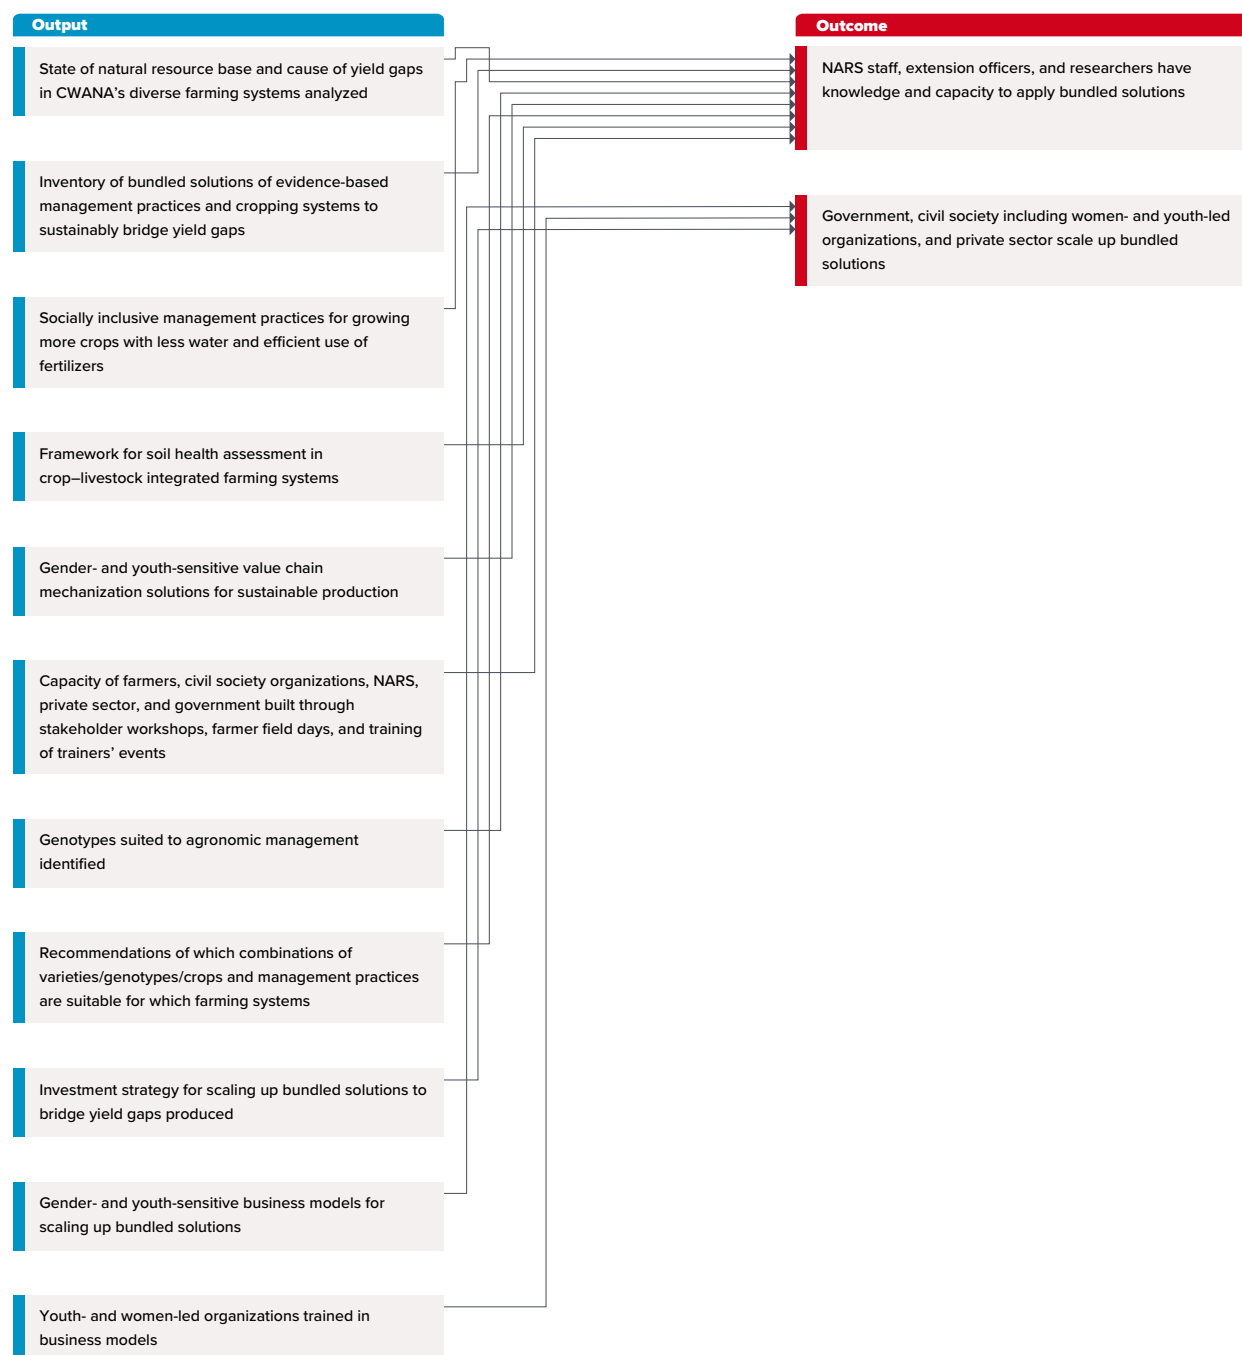 Output
State of natural resource base and cause of yield gaps
in CWANA’s diverse farming systems analyzed
Inventory of bundled solutions of evidence-based
management practices and cropping systems to
sustainably bridge yield gaps
Socially inclusive management practices for growing
more crops with less water and efficient use of
fertilizers
Framework for soil health assessment in
crop–livestock integrated farming systems
Gender- and youth-sensitive value chain
mechanization solutions for sustainable production
Capacity of farmers, civil society organizations, NARS,
private sector, and government built through
stakeholder workshops, farmer field days, and training
of trainers’ events
Genotypes suited to agronomic management
identified
Recommendations of which combinations of
varieties/genotypes/crops and management practices
are suitable for which farming systems
Investment strategy for scaling up bundled solutions to
bridge yield gaps produced
Gender- and youth-sensitive business models for
scaling up bundled solutions
Youth- and women-led organizations trained in
business models
Outcome
NARS staff, extension officers, and researchers have
knowledge and capacity to apply bundled solutions
Government, civil society including women- and youth-led
organizations, and private sector scale up bundled
solutions